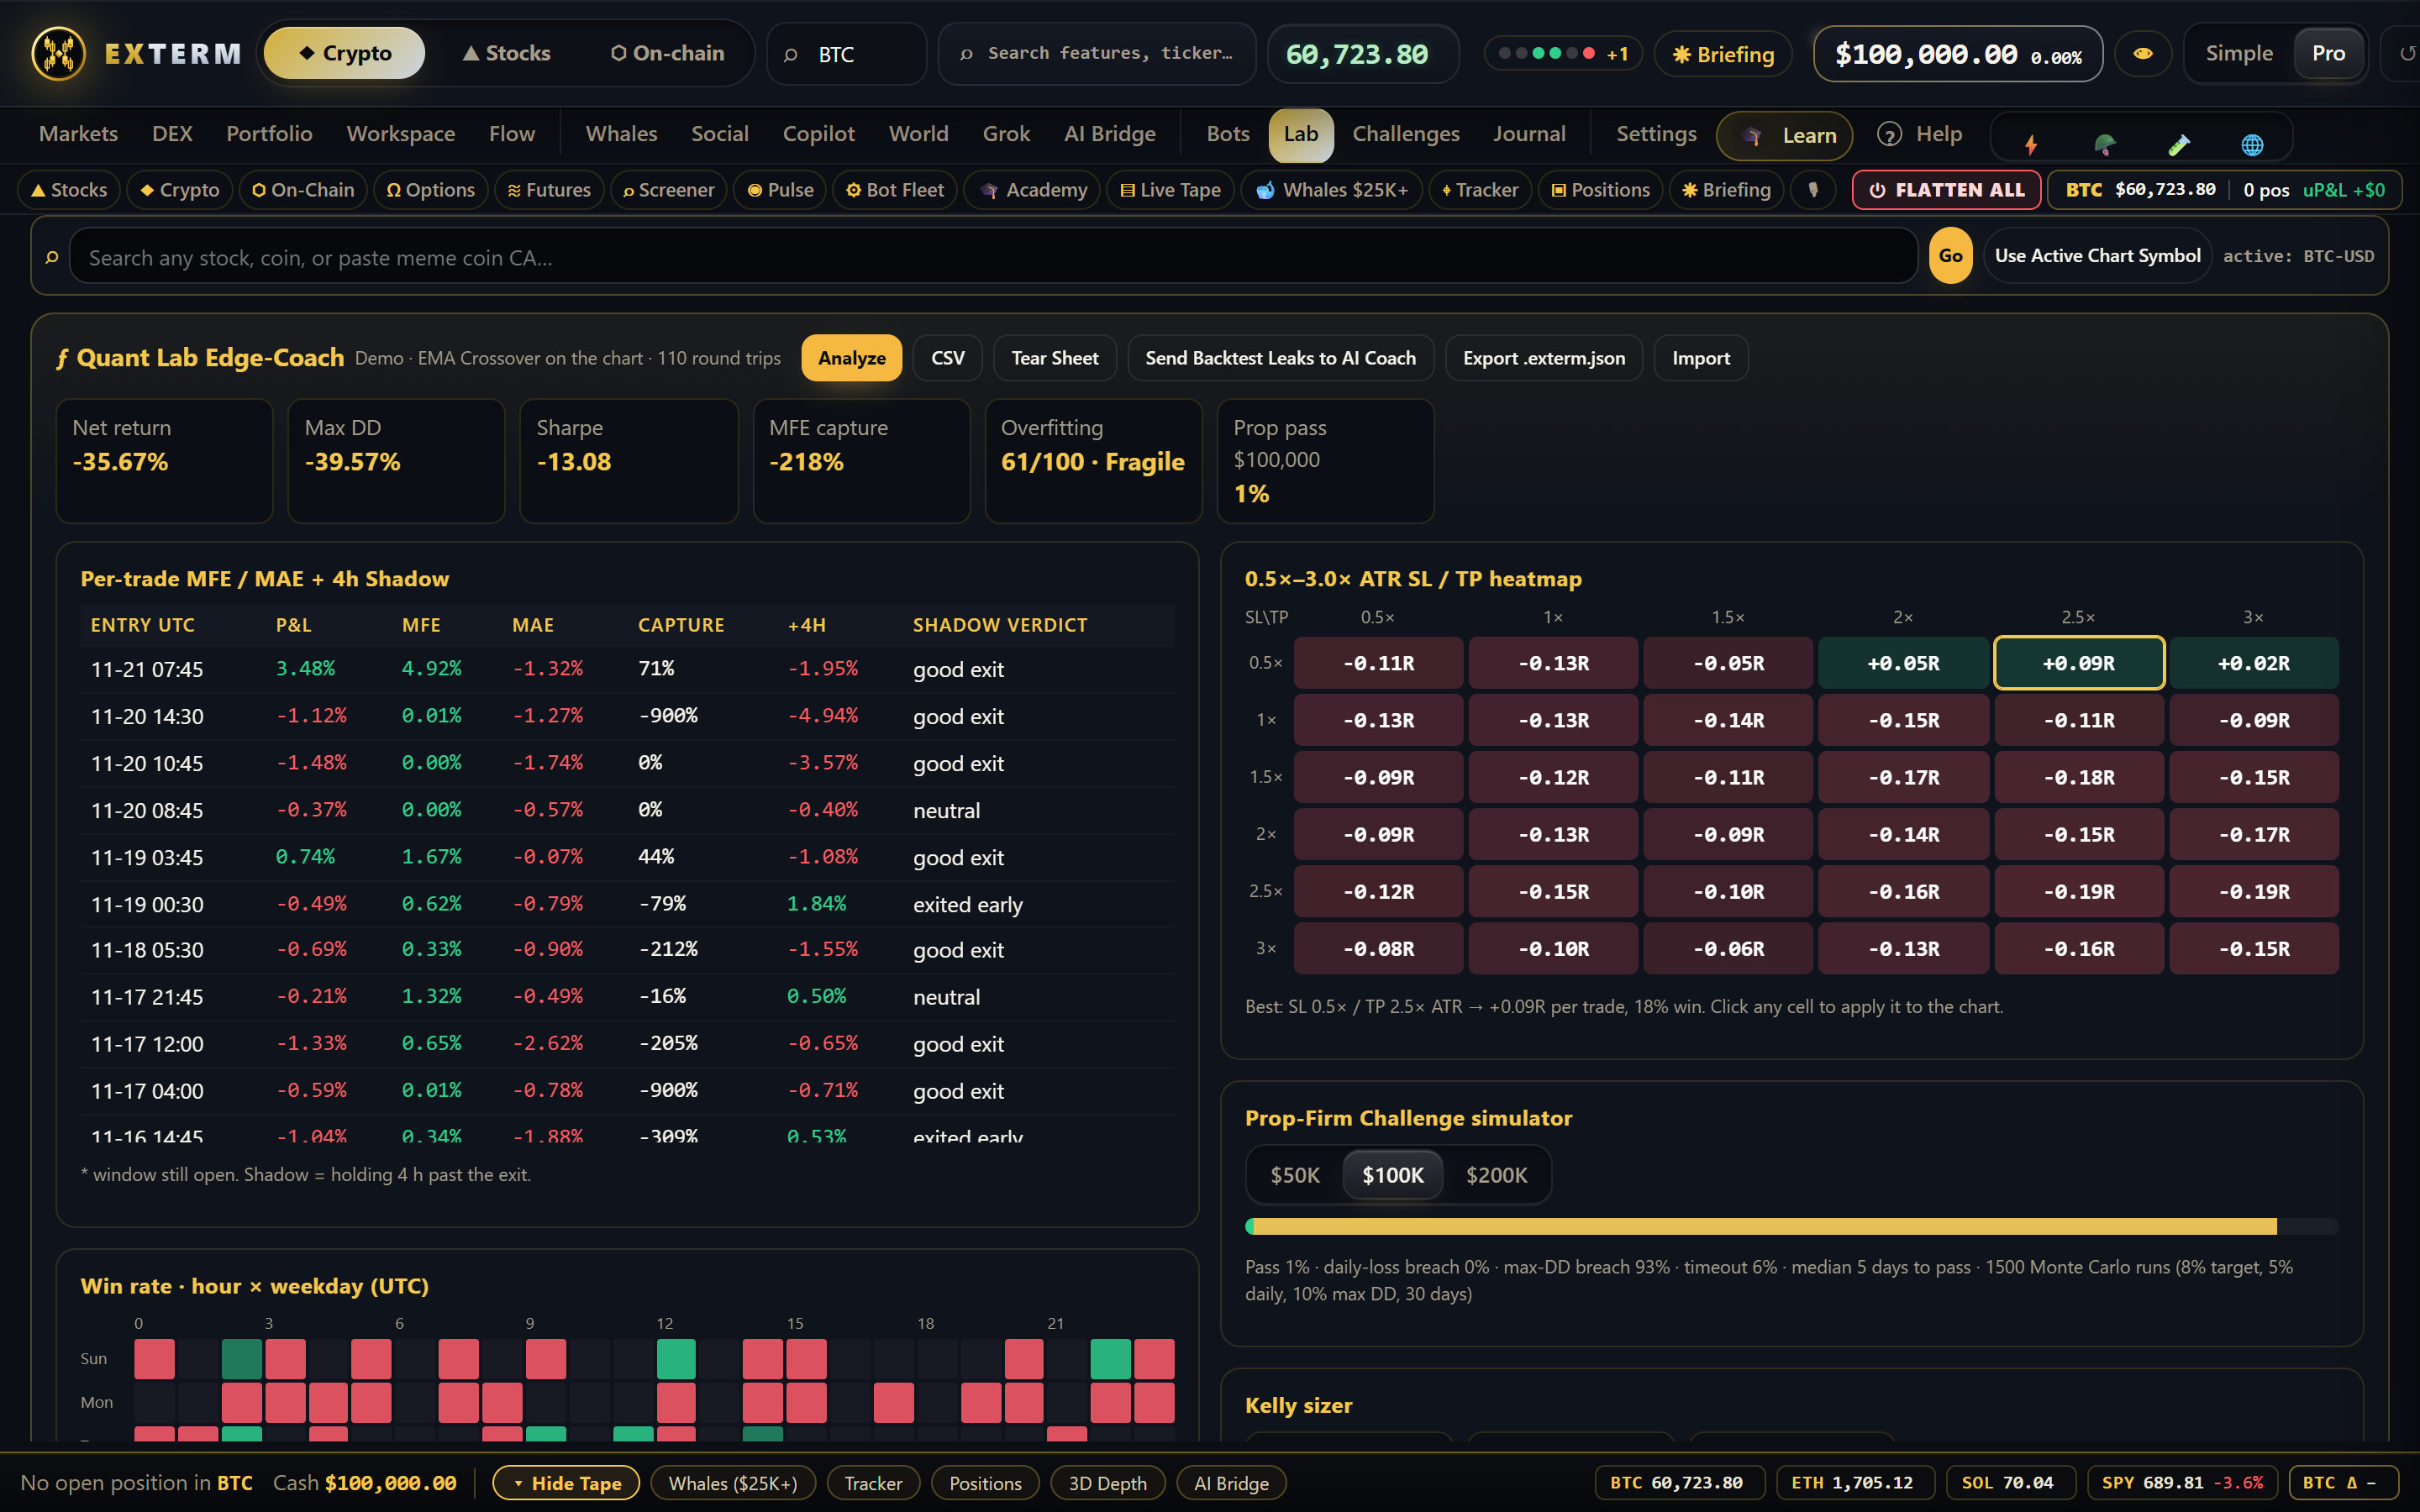 EXTERM
Crypto
Stocks
On-chain
BTC
Search features, ticker…
60,723.80
+1
Briefing
$100,000.00 0.00%
Simple
Pro
Markets
DEX
Portfolio
Workspace
Flow
Whales
Social
Copilot
World
Grok
AI Bridge
Bots
Lab
Challenges
Journal
Settings
Learn
? Help
Stocks
Crypto
On-Chain
Options
Futures
Screener
Pulse
Bot Fleet
Academy
Live Tape
Whales $25K+
Tracker
Positions
Briefing
FLATTEN ALL
BTC $60,723.80 0 pos uP&L +$0
Search any stock, coin, or paste meme coin CA...
Go
Use Active Chart Symbol
active: BTC-USD
ƒ Quant Lab Edge-Coach
Demo · EMA Crossover on the chart · 110 round trips
Analyze
CSV
Tear Sheet
Send Backtest Leaks to AI Coach
Export .exterm.json
Import
Net return
-35.67%
Max DD
-39.57%
Sharpe
-13.08
MFE capture
-218%
Overfitting
61/100 · Fragile
Prop pass
$100,000
1%
Per-trade MFE / MAE + 4h Shadow
ENTRY UTC P&L MFE MAE CAPTURE +4H SHADOW VERDICT
11-21 07:45 3.48% 4.92% -1.32% 71% -1.95% good exit
11-20 14:30 -1.12% 0.01% -1.27% -900% -4.94% good exit
11-20 10:45 -1.48% 0.00% -1.74% 0% -3.57% good exit
11-20 08:45 -0.37% 0.00% -0.57% 0% -0.40% neutral
11-19 03:45 0.74% 1.67% -0.07% 44% -1.08% good exit
11-19 00:30 -0.49% 0.62% -0.79% -79% 1.84% exited early
11-18 05:30 -0.69% 0.33% -0.90% -212% -1.55% good exit
11-17 21:45 -0.21% 1.32% -0.49% -16% 0.50% neutral
11-17 12:00 -1.33% 0.65% -2.62% -205% -0.65% good exit
11-17 04:00 -0.59% 0.01% -0.78% -900% -0.71% good exit
11-16 14:45 -1.04% 0.34% -1.88% -309% 0.53% exited early
* window still open. Shadow = holding 4 h past the exit.
Win rate · hour × weekday (UTC)
0 3 6 9 12 15 18 21
Sun
Mon
0.5×–3.0× ATR SL / TP heatmap
SL\TP 0.5× 1× 1.5× 2× 2.5× 3×
0.5× -0.11R -0.13R -0.05R +0.05R +0.09R +0.02R
1× -0.13R -0.13R -0.14R -0.15R -0.11R -0.09R
1.5× -0.09R -0.12R -0.11R -0.17R -0.18R -0.15R
2× -0.09R -0.13R -0.09R -0.14R -0.15R -0.17R
2.5× -0.12R -0.15R -0.10R -0.16R -0.19R -0.19R
3× -0.08R -0.10R -0.06R -0.13R -0.16R -0.15R
Best: SL 0.5× / TP 2.5× ATR → +0.09R per trade, 18% win. Click any cell to apply it to the chart.
Prop-Firm Challenge simulator
$50K
$100K
$200K
Pass 1% · daily-loss breach 0% · max-DD breach 93% · timeout 6% · median 5 days to pass · 1500 Monte Carlo runs (8% target, 5%
daily, 10% max DD, 30 days)
Kelly sizer
No open position in BTC Cash $100,000.00
Hide Tape
Whales ($25K+)
Tracker
Positions
3D Depth
AI Bridge
BTC 60,723.80
ETH 1,705.12
SOL 70.04
SPY 689.81 -3.6%
BTC Δ –